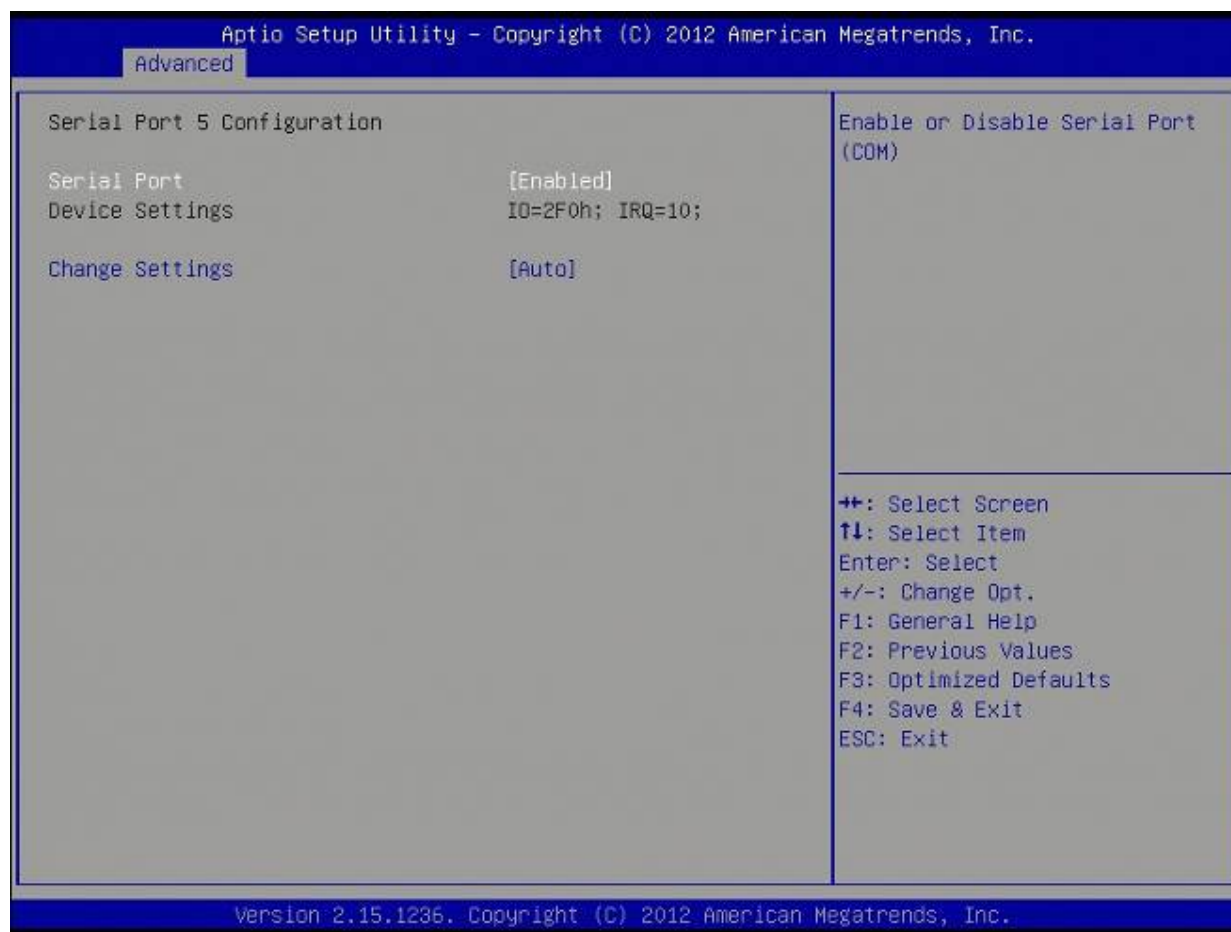 Aptio Setup Utility - Copyright (C) 2012 American Megatrends, Inc.
Advanced
Serial Port 5 Configuration
Serial Port [Enabled]
Device Settings IO=2F0h; IRQ=10;
Change Settings [Auto]
Enable or Disable Serial Port
(COM)
→←: Select Screen
↑↓: Select Item
Enter: Select
+/-: Change Opt.
F1: General Help
F2: Previous Values
F3: Optimized Defaults
F4: Save & Exit
ESC: Exit
Version 2.15.1236. Copyright (C) 2012 American Megatrends, Inc.